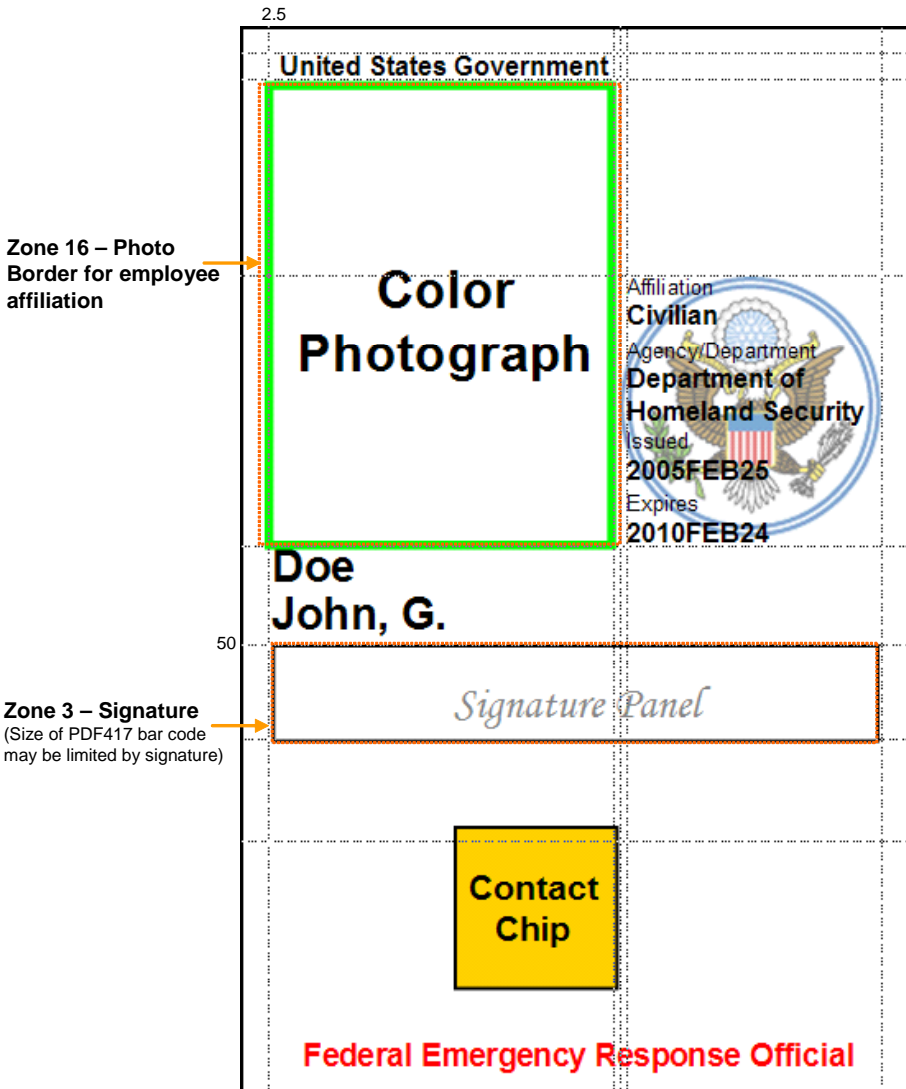 2.5
United States Government
Zone 16 – Photo
Border for employee
affiliation
Color
Photograph
Affiliation
Civilian
Agency/Department
Department of
Homeland Security
Issued
2005FEB25
Expires
2010FEB24
Doe
John, G.
50
Zone 3 – Signature
(Size of PDF417 bar code
may be limited by signature)
Signature Panel
Contact
Chip
Federal Emergency Response Official